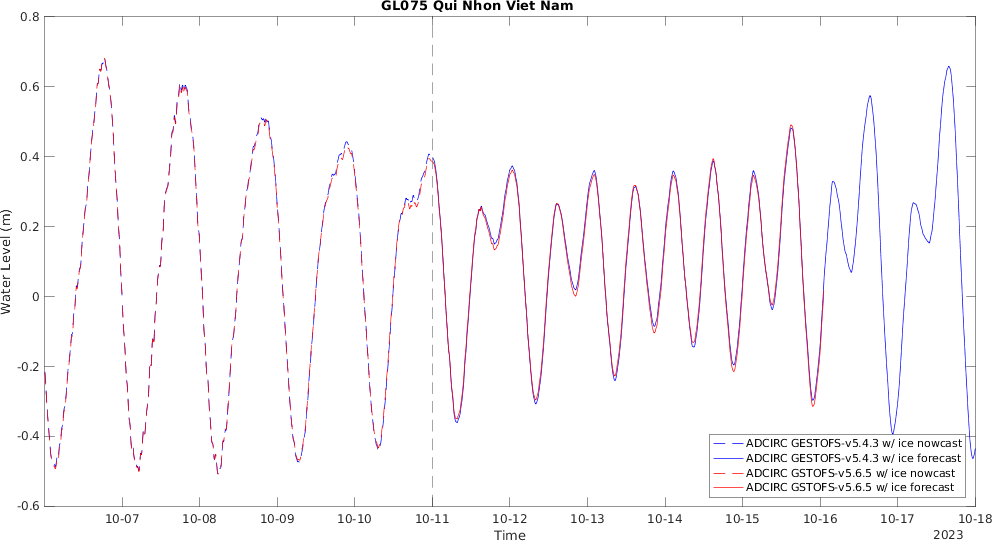 GL075 Qui Nhon Viet Nam
0.8
0.6
0.4
0.2
0
-0.2
-0.4
-0.6
Water Level (m)
10-07 10-08 10-09 10-10 10-11 10-12 10-13 10-14 10-15 10-16 10-17 10-18
Time
2023
ADCIRC GESTOFS-v5.4.3 w/ ice nowcast
ADCIRC GESTOFS-v5.4.3 w/ ice forecast
ADCIRC GSTOFS-v5.6.5 w/ ice nowcast
ADCIRC GSTOFS-v5.6.5 w/ ice forecast